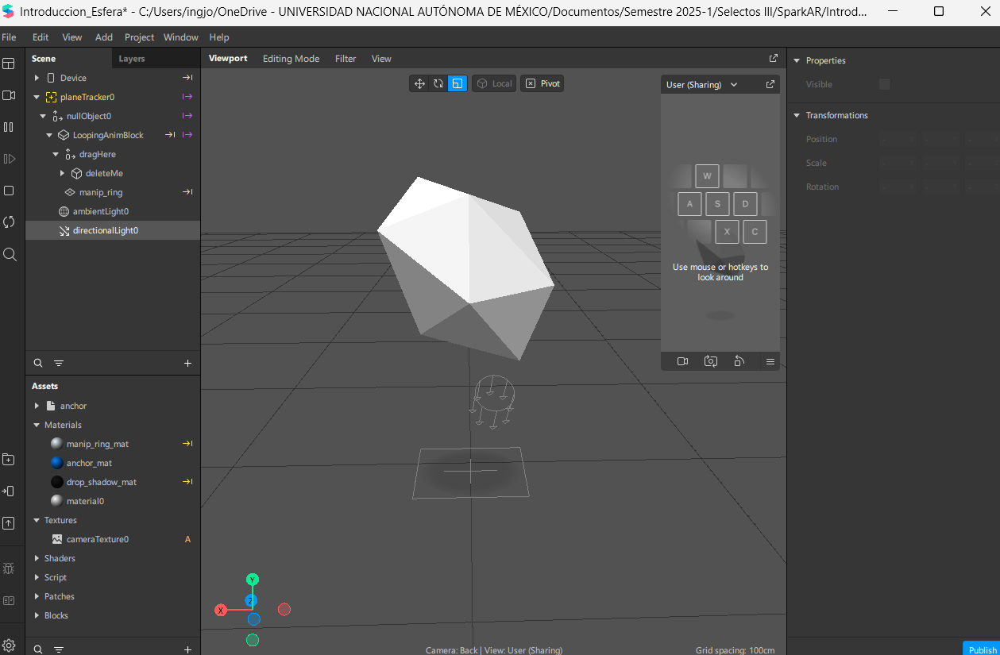 Introduccion_Esfera* - C:/Users/ingjo/OneDrive - UNIVERSIDAD NACIONAL AUTÓNOMA DE MÉXICO/Documentos/Semestre 2025-1/Selectos III/SparkAR/Introd...
File Edit View Add Project Window Help
Scene Layers
Device
planeTracker0
nullObject0
LoopingAnimBlock
dragHere
deleteMe
manip_ring
ambientLight0
directionalLight0
Assets
anchor
Materials
manip_ring_mat
anchor_mat
drop_shadow_mat
material0
Textures
cameraTexture0 A
Shaders
Script
Patches
Blocks
Viewport Editing Mode Filter View
Local Pivot
User (Sharing)
W
A S D
X C
Use mouse or hotkeys to
look around
Y
Z
X
Camera: Back | View: User (Sharing)
Grid spacing: 100cm
Properties
Visible
Transformations
Position
Scale
Rotation
Publish